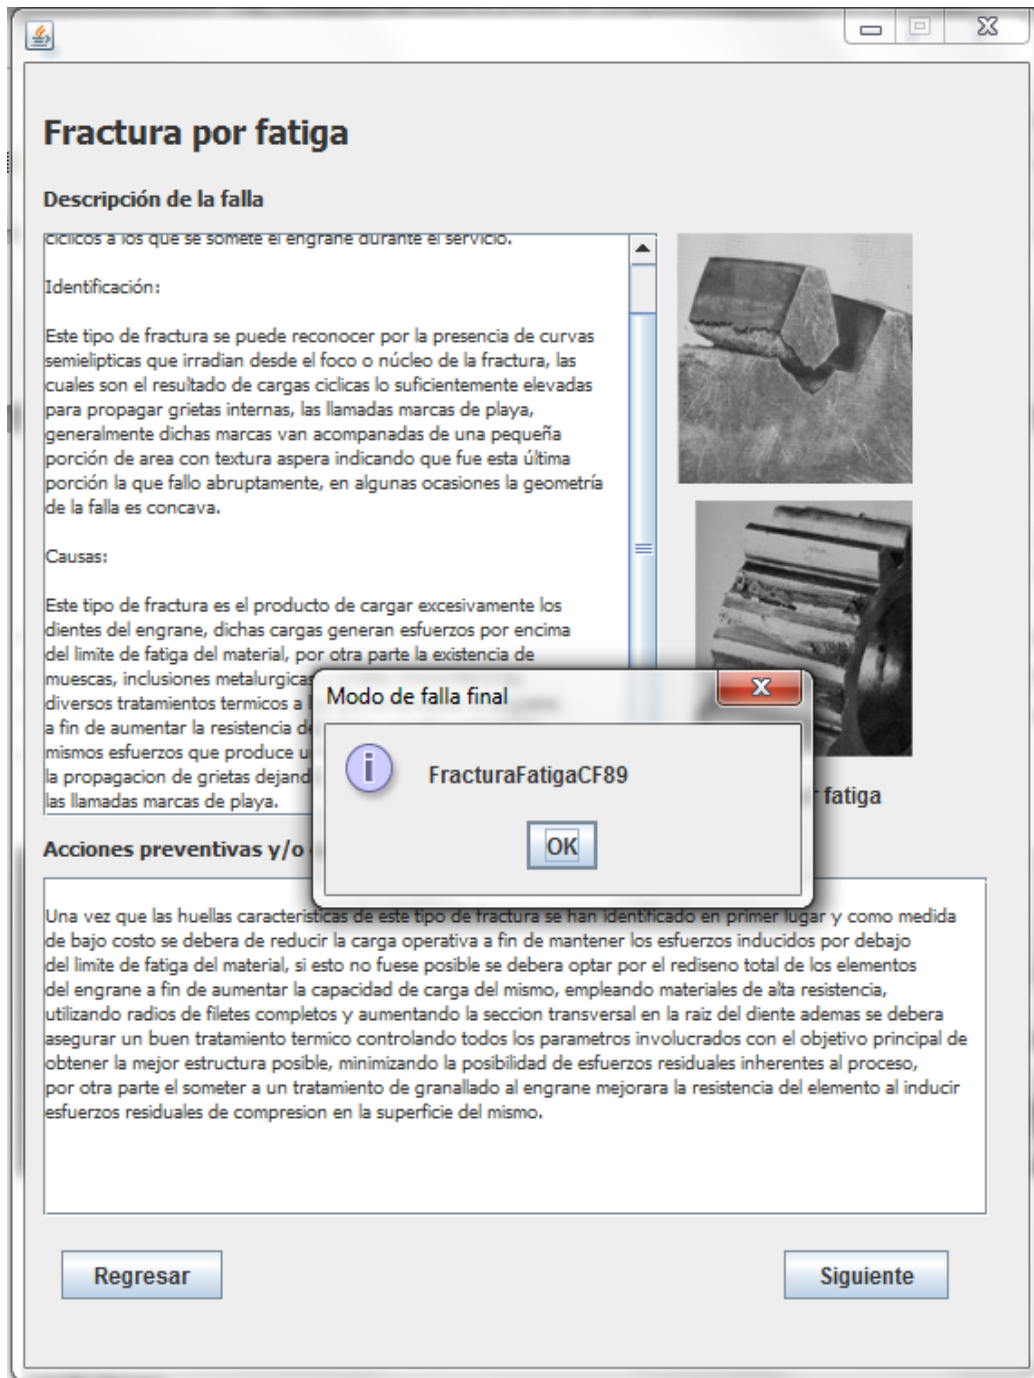 Fractura por fatiga
Descripción de la falla
ciclicos a los que se somete el engrane durante el servicio.
Identificación:
Este tipo de fractura se puede reconocer por la presencia de curvas
semielipticas que irradian desde el foco o núcleo de la fractura, las
cuales son el resultado de cargas ciclicas lo suficientemente elevadas
para propagar grietas internas, las llamadas marcas de playa,
generalmente dichas marcas van acompanadas de una pequeña
porción de area con textura aspera indicando que fue esta última
porción la que fallo abruptamente, en algunas ocasiones la geometría
de la falla es concava.
Causas:
Este tipo de fractura es el producto de cargar excesivamente los
dientes del engrane, dichas cargas generan esfuerzos por encima
del limite de fatiga del material, por otra parte la existencia de
muescas, inclusiones metalurgicas
diversos tratamientos termicos a
a fin de aumentar la resistencia
mismos esfuerzos que produce
la propagacion de grietas
las llamadas marcas de playa.
Modo de falla final
FracturaFatigaCF89
OK
fatiga
Acciones preventivas y/o
Una vez que las huellas caracteristicas de este tipo de fractura se han identificado en primer lugar y como medida
de bajo costo se debera de reducir la carga operativa a fin de mantener los esfuerzos inducidos por debajo
del limite de fatiga del material, si esto no fuese posible se debera optar por el rediseno total de los elementos
del engrane a fin de aumentar la capacidad de carga del mismo, empleando materiales de alta resistencia,
utilizando radios de filetes completos y aumentando la seccion transversal en la raiz del diente ademas se debera
asegurar un buen tratamiento termico controlando todos los parametros involucrados con el objetivo principal de
obtener la mejor estructura posible, minimizando la posibilidad de esfuerzos residuales inherentes al proceso,
por otra parte el someter a un tratamiento de granallado al engrane mejorara la resistencia del elemento al inducir
esfuerzos residuales de compresion en la superficie del mismo.
Regresar
Siguiente